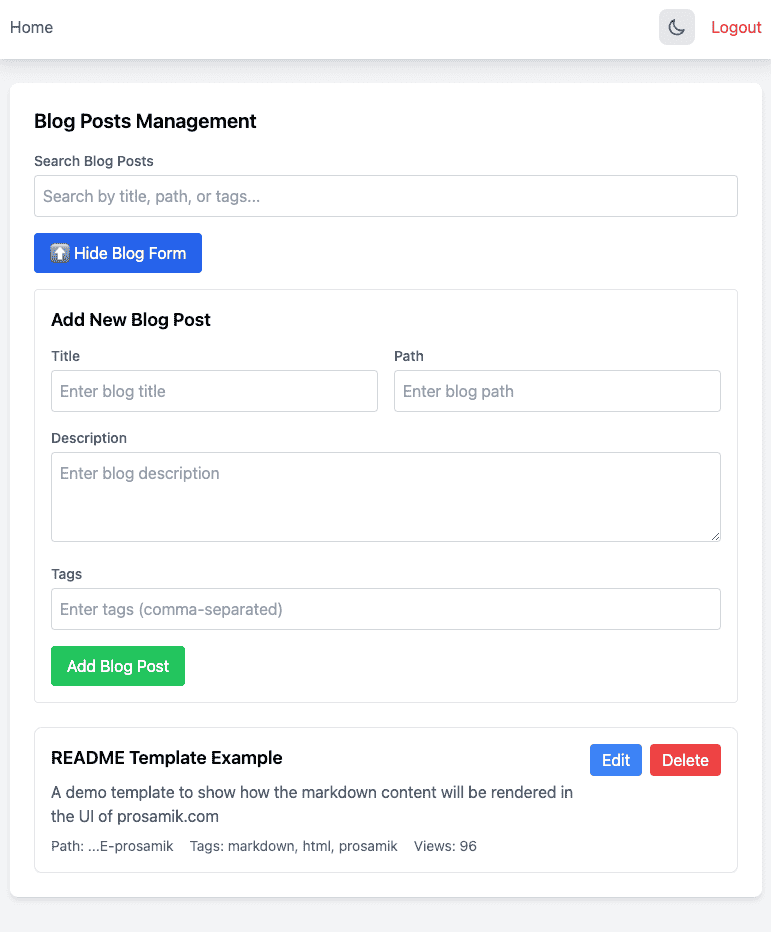 Home
Logout
Blog Posts Management
Search Blog Posts
Search by title, path, or tags...
Hide Blog Form
Add New Blog Post
Title
Path
Enter blog title
Enter blog path
Description
Enter blog description
Tags
Enter tags (comma-separated)
Add Blog Post
README Template Example
Edit
Delete
A demo template to show how the markdown content will be rendered in
the UI of prosamik.com
Path: ...E-prosamik Tags: markdown, html, prosamik Views: 96